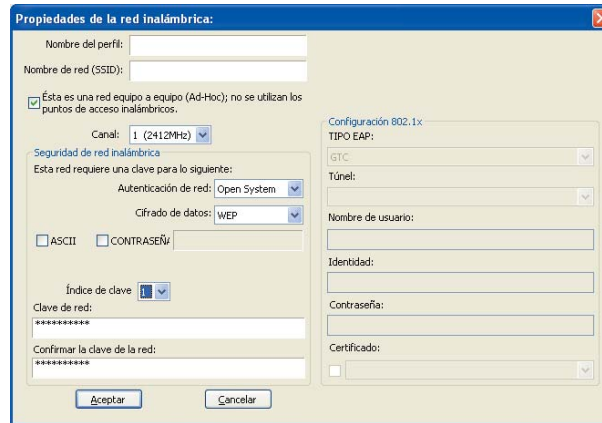 Propiedades de la red inalámbrica:
Nombre del perfil:
Nombre de red (SSID):
Ésta es una red equipo a equipo (Ad-Hoc); no se utilizan los
puntos de acceso inalámbricos.
Canal: 1 (2412MHz)
Seguridad de red inalámbrica
Esta red requiere una clave para lo siguiente:
Autenticación de red: Open System
Cifrado de datos: WEP
ASCII CONTRASEÑA
Índice de clave 1
Clave de red:
**********
Confirmar la clave de la red:
**********
Aceptar Cancelar
Configuración 802.1x
TIPO EAP:
GTC
Túnel:
Nombre de usuario:
Identidad:
Contraseña:
Certificado: